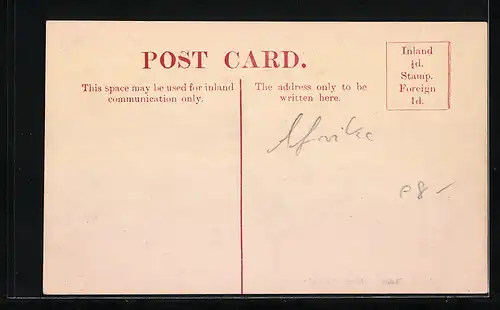 POST CARD.
This space may be used for inland
communication only.
The address only to be
written here.
Inland
½d.
Stamp.
Foreign
1d.
Afrika